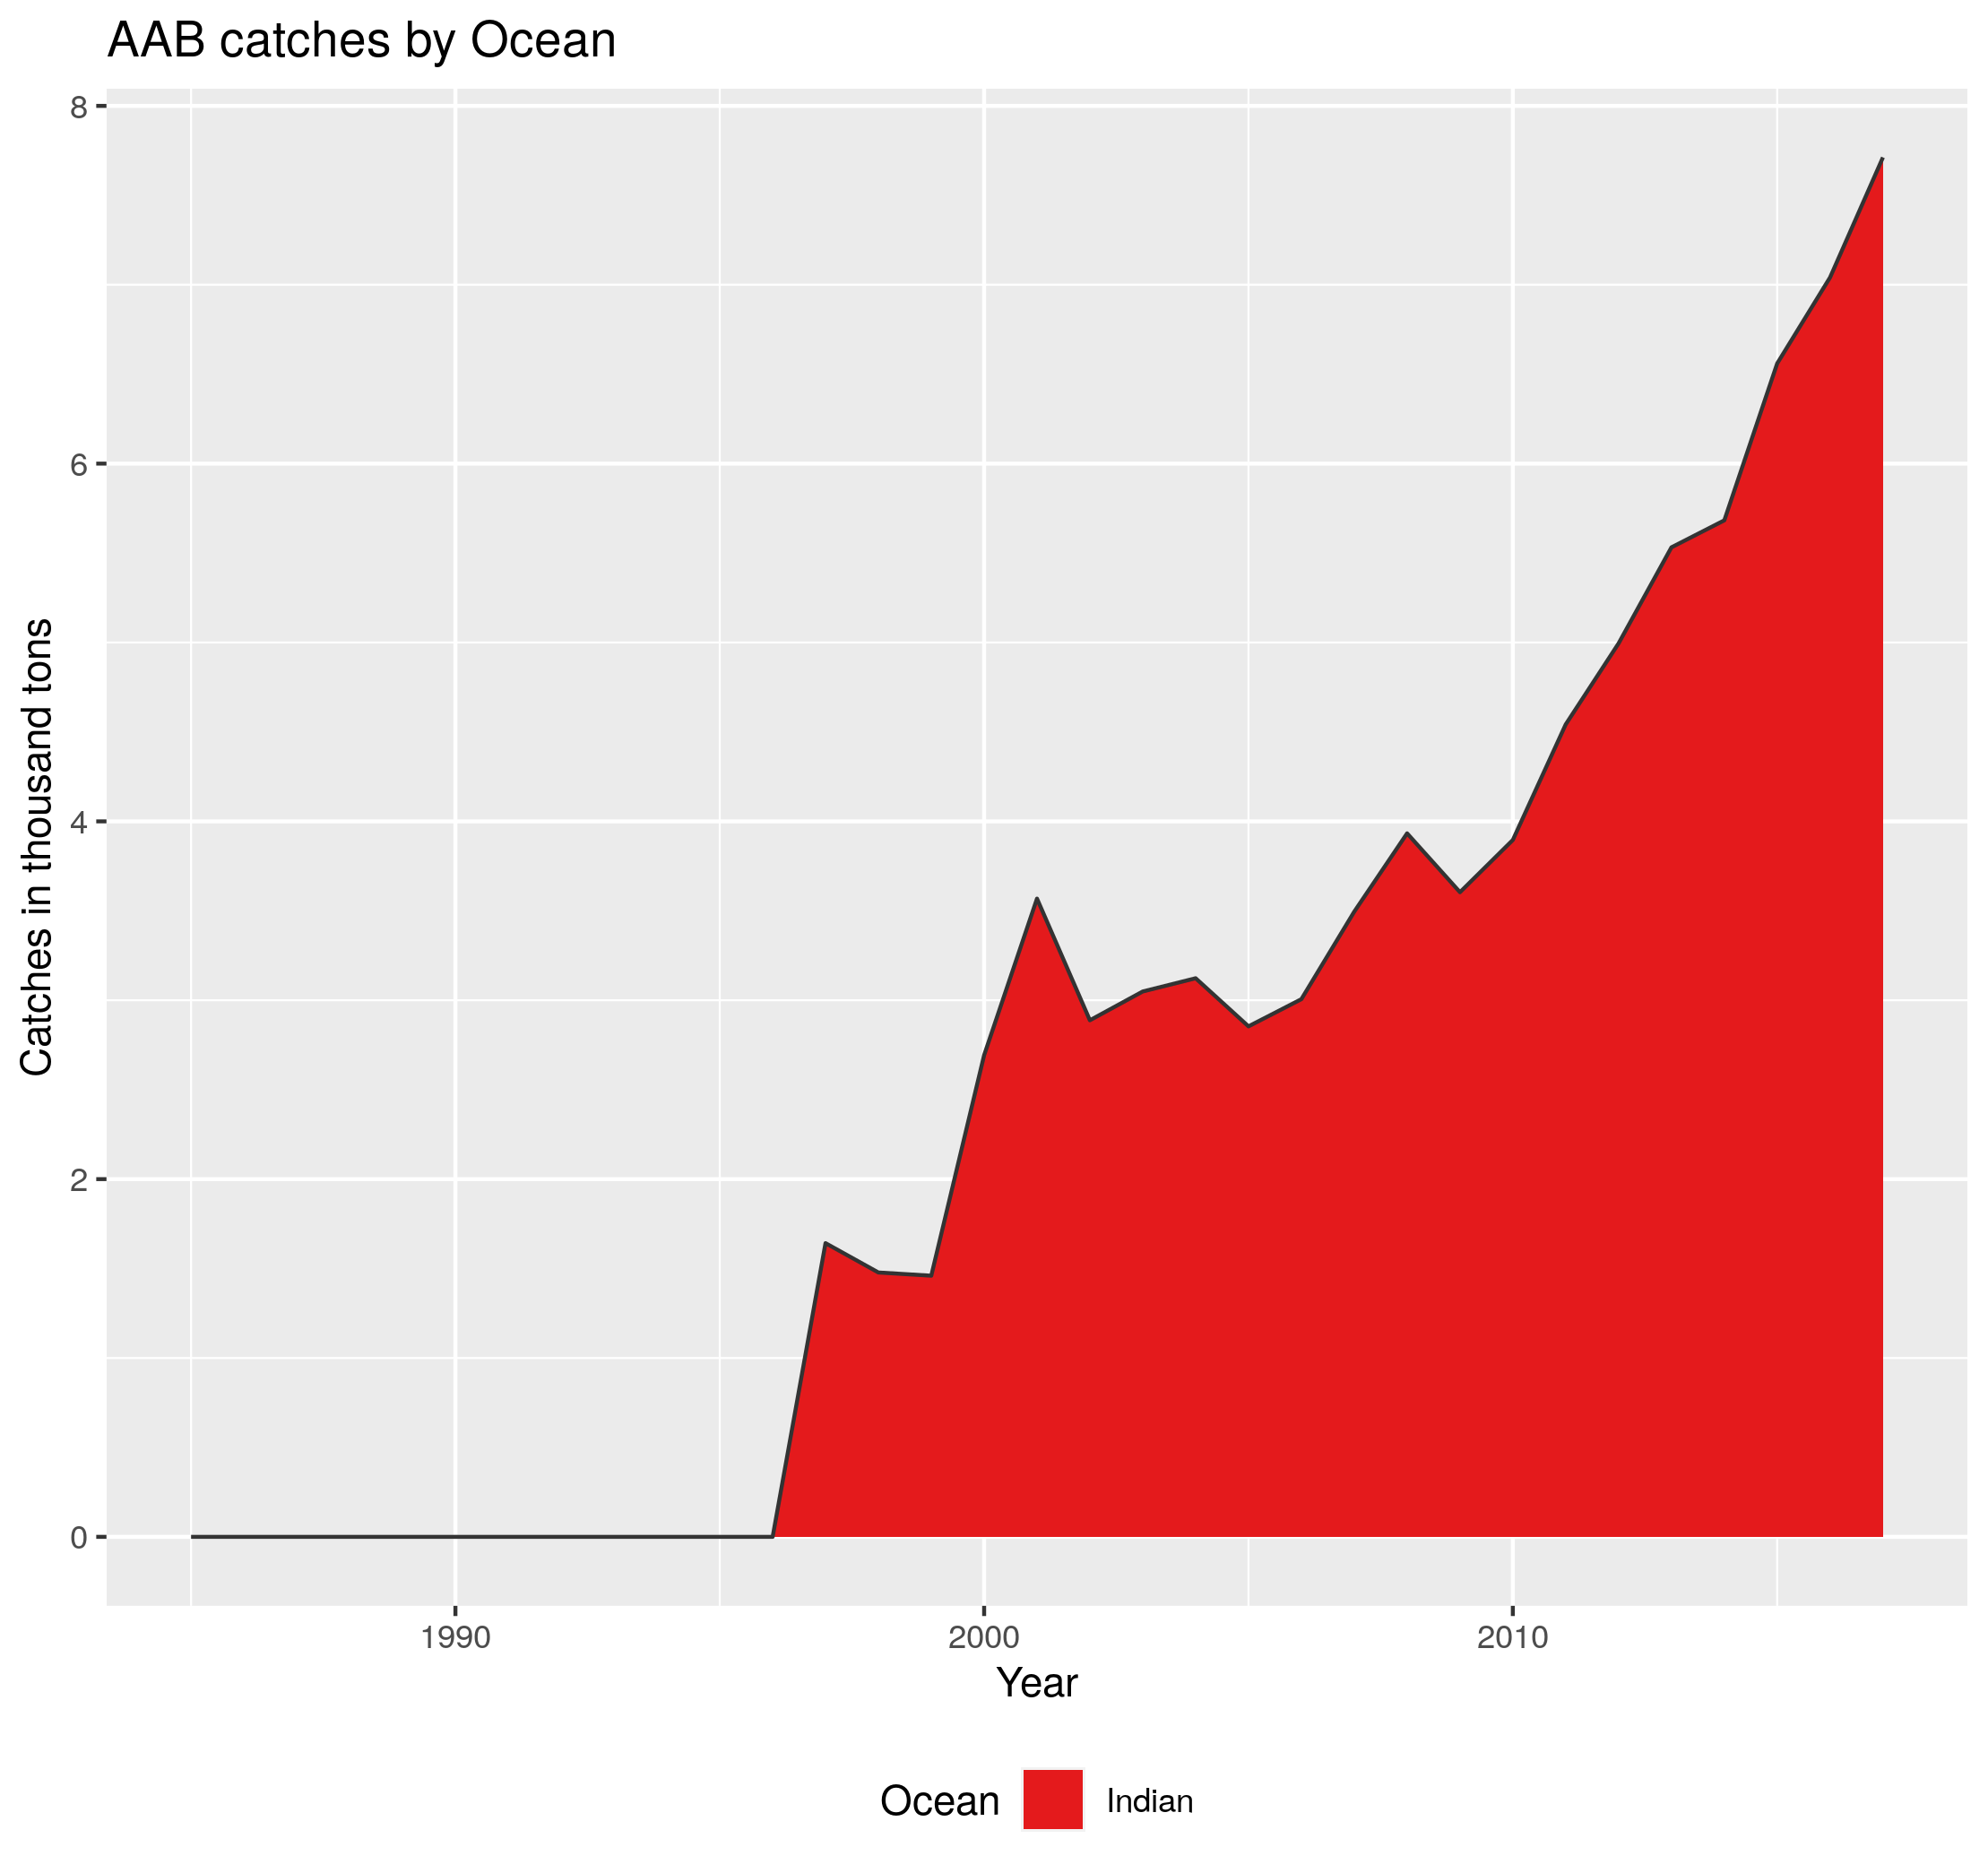 AAB catches by Ocean
8
6
4
2
0
Catches in thousand tons
1990 2000 2010
Year
Ocean Indian